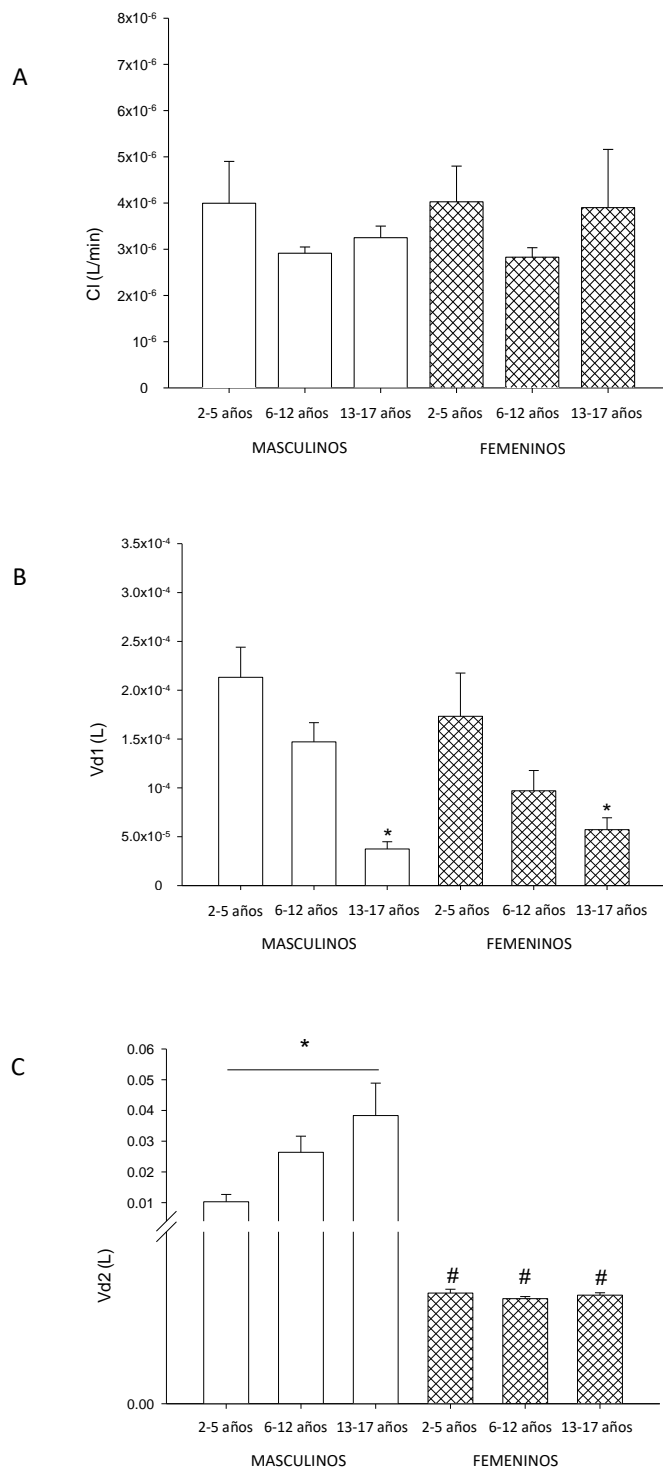 A
8x10⁻⁶
7x10⁻⁶
6x10⁻⁶
5x10⁻⁶
4x10⁻⁶
3x10⁻⁶
2x10⁻⁶
10⁻⁶
0
Cl (L/min)
2-5 años 6-12 años 13-17 años 2-5 años 6-12 años 13-17 años
MASCULINOS FEMENINOS
B
3.5x10⁻⁴
3.0x10⁻⁴
2.5x10⁻⁴
2.0x10⁻⁴
1.5x10⁻⁴
10⁻⁴
5.0x10⁻⁵
0
Vd1 (L)
* *
2-5 años 6-12 años 13-17 años 2-5 años 6-12 años 13-17 años
MASCULINOS FEMENINOS
C
0.06
0.05
0.04
0.03
0.02
0.01
0.00
Vd2 (L)
*
# # #
2-5 años 6-12 años 13-17 años 2-5 años 6-12 años 13-17 años
MASCULINOS FEMENINOS